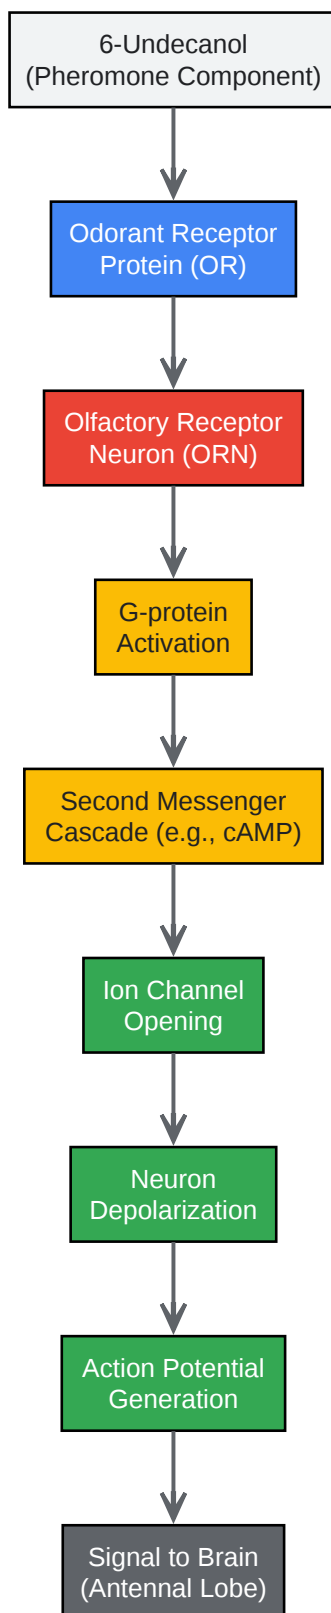 6-Undecanol
(Pheromone Component)
Odorant Receptor
Protein (OR)
Olfactory Receptor
Neuron (ORN)
G-protein
Activation
Second Messenger
Cascade (e.g., cAMP)
Ion Channel
Opening
Neuron
Depolarization
Action Potential
Generation
Signal to Brain
(Antennal Lobe)